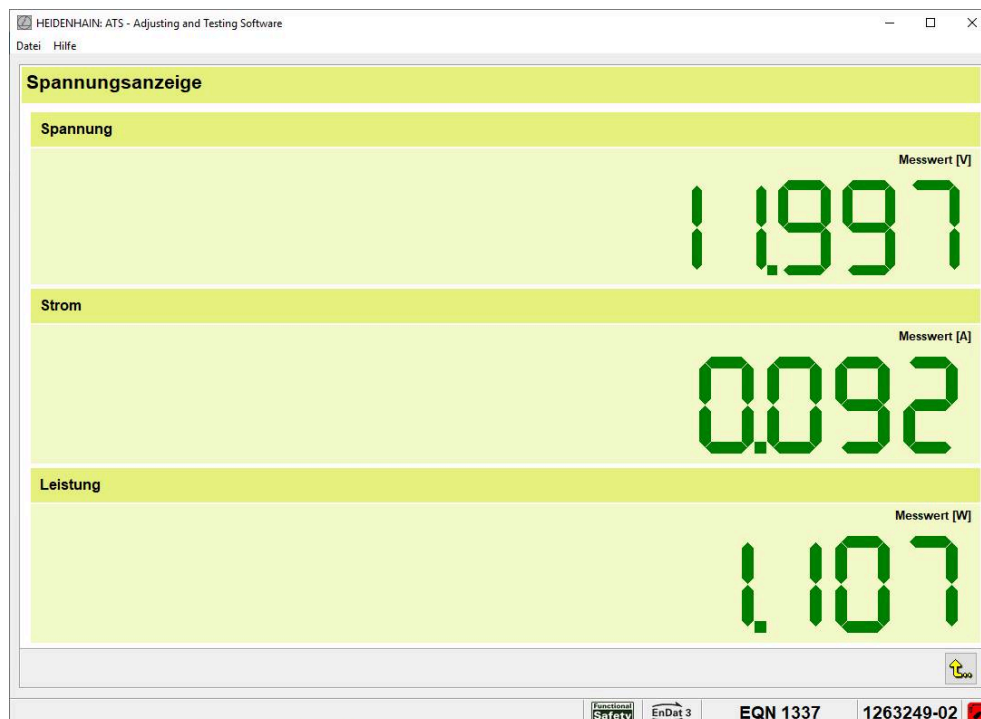 HEIDENHAIN: ATS - Adjusting and Testing Software
Datei Hilfe
Spannungsanzeige
Spannung
Messwert [V]
11.997
Strom
Messwert [A]
0.092
Leistung
Messwert [W]
1.107
Functional
Safety
EnDat 3
EQN 1337
1263249-02